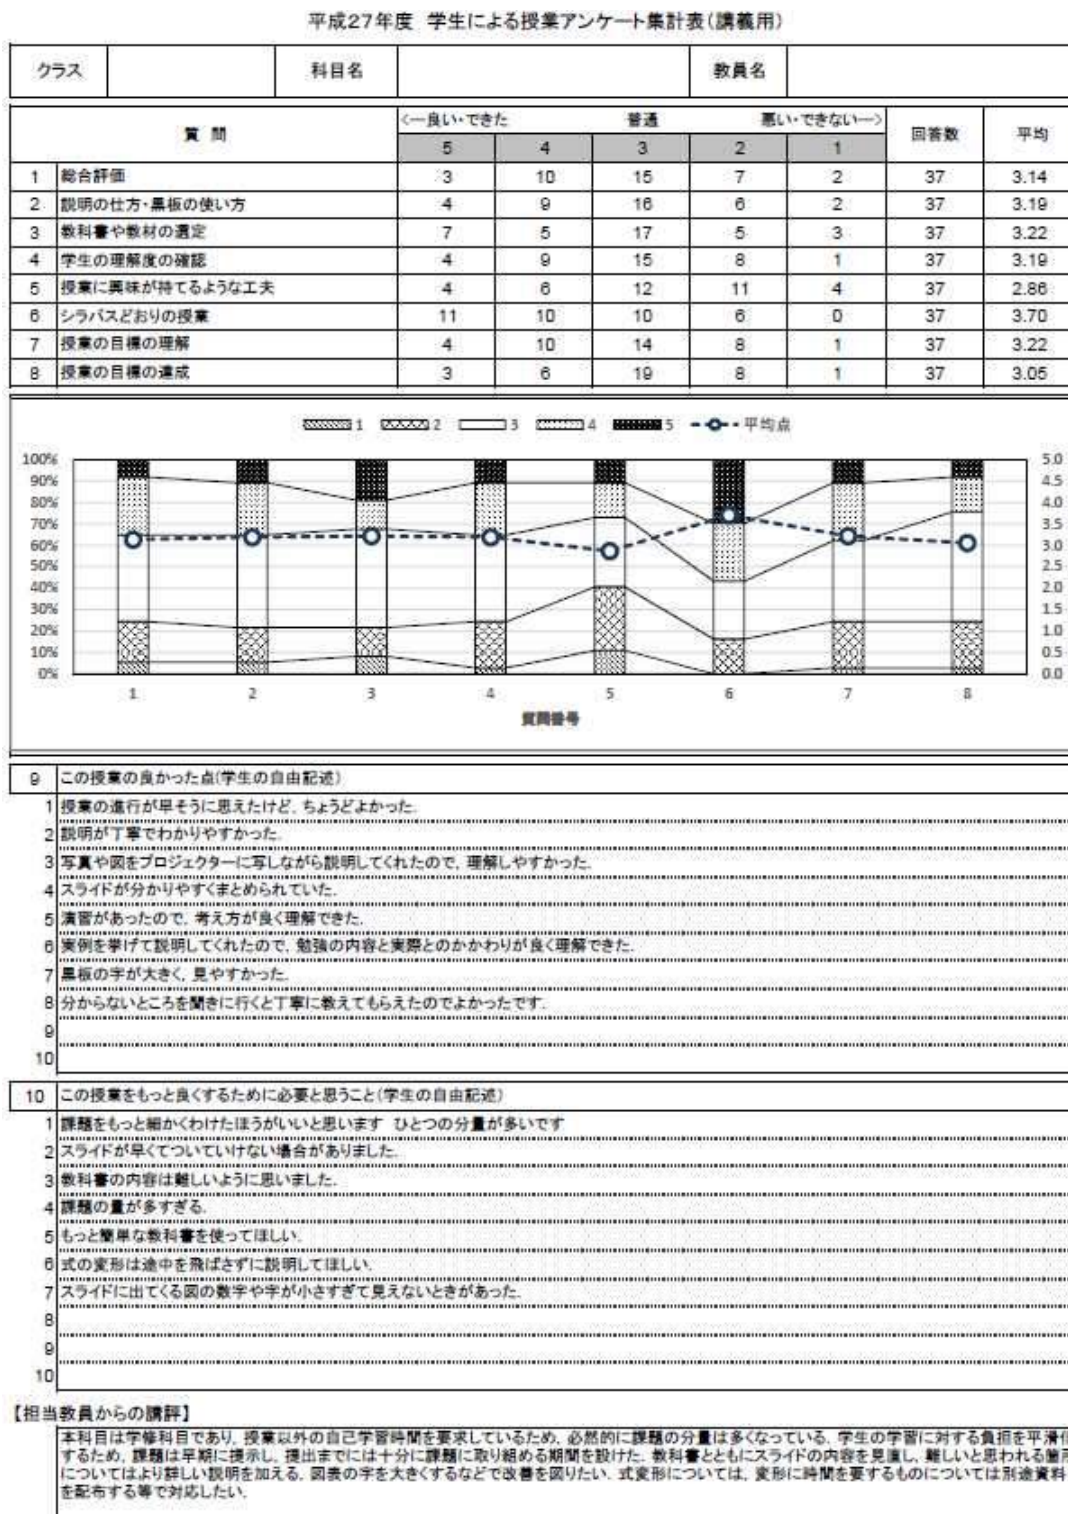 平成27年度 学生による授業アンケート集計表(講義用)
クラス 科目名 教員名
質 問 <―良い・できた 普通 悪い・できない―> 回答数 平均
5 4 3 2 1
1 総合評価 3 10 15 7 2 37 3.14
2 説明の仕方・黒板の使い方 4 9 16 6 2 37 3.19
3 教科書や教材の選定 7 5 17 5 3 37 3.22
4 学生の理解度の確認 4 9 15 8 1 37 3.19
5 授業に興味が持てるような工夫 4 6 12 11 4 37 2.86
6 シラバスどおりの授業 11 10 10 6 0 37 3.70
7 授業の目標の理解 4 10 14 8 1 37 3.22
8 授業の目標の達成 3 6 19 8 1 37 3.05
1 2 3 4 5 平均点
100% 5.0
90% 4.5
80% 4.0
70% 3.5
60% 3.0
50% 2.5
40% 2.0
30% 1.5
20% 1.0
10% 0.5
0% 0.0
1 2 3 4 5 6 7 8
質問番号
9 この授業の良かった点(学生の自由記述)
1 授業の進行が早そうに思えたけど、ちょうどよかった.
2 説明が丁寧でわかりやすかった.
3 写真や図をプロジェクターに写しながら説明してくれたので、理解しやすかった.
4 スライドが分かりやすくまとめられていた.
5 演習があったので、考え方が良く理解できた.
6 実例を挙げて説明してくれたので、勉強の内容と実際とのかかわりが良く理解できた.
7 黒板の字が大きく、見やすかった.
8 分からないところを聞きに行くと丁寧に教えてもらえたのでよかったです.
9
10
10 この授業をもっと良くするために必要と思うこと(学生の自由記述)
1 課題をもっと細かくわけたほうがいいと思います ひとつの分量が多いです
2 スライドが早くてついていけない場合がありました.
3 教科書の内容は難しいように思いました.
4 課題の量が多すぎる.
5 もっと簡単な教科書を使ってほしい.
6 式の変形は途中を飛ばさずに説明してほしい.
7 スライドに出てくる図の数字や字が小さすぎて見えないときがあった.
8
9
10
【担当教員からの講評】
本科目は学修科目であり、授業以外の自己学習時間を要求しているため、必然的に課題の分量は多くなっている. 学生の学習に対する負担を平滑化
するため、課題は早期に提示し、提出までには十分に課題に取り組める期間を設けた. 教科書とともにスライドの内容を見直し、難しいと思われる箇所
についてはより詳しい説明を加える、図表の字を大きくするなどで改善を図りたい. 式変形については、変形に時間を要するものについては別途資料
を配布する等で対応したい.